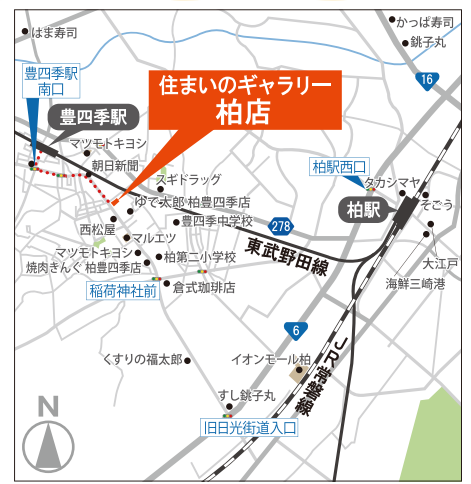 はま寿司
かっぱ寿司
銚子丸
16
豊四季駅
南口
住まいのギャラリー
柏店
豊四季駅
マツモトキヨシ
朝日新聞
スギドラッグ
柏駅西口
タカシマヤ
ゆで太郎 柏豊四季店
そごう
柏駅
豊四季中学校
西松屋
278
マルエツ
東武野田線
マツモトキヨシ
柏第二小学校
焼肉きんぐ 柏豊四季店
大江戸
海鮮三崎港
倉式珈琲店
稲荷神社前
6
JR常磐線
くすりの福太郎
イオンモール柏
すし銚子丸
旧日光街道入口
N